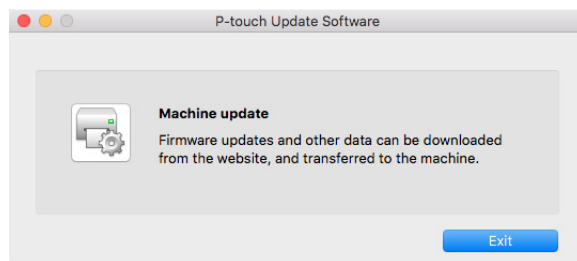 P-touch Update Software
Machine update
Firmware updates and other data can be downloaded
from the website, and transferred to the machine.
Exit